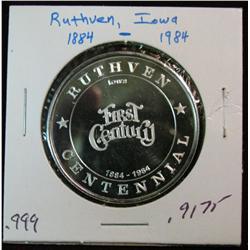 Ruthven, Iowa
1884 - 1984
RUTHVEN
Iowa
First
Century
1884 - 1984
CENTENNIAL
.999
.9175